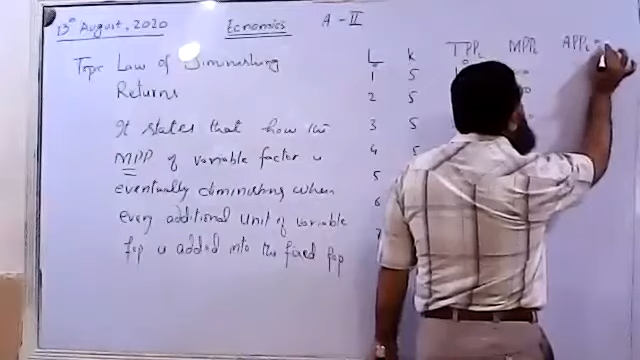 13th August, 2020 Economics A - II
Topic Law of Diminishing
Returns
It states that how the
MPP of variable factor is
eventually diminishing when
every additional unit of variable
fop is added into the fixed fop
L K TPPL MPPL APPL =
1 5
2 5
3 5
4 5
5
6
7